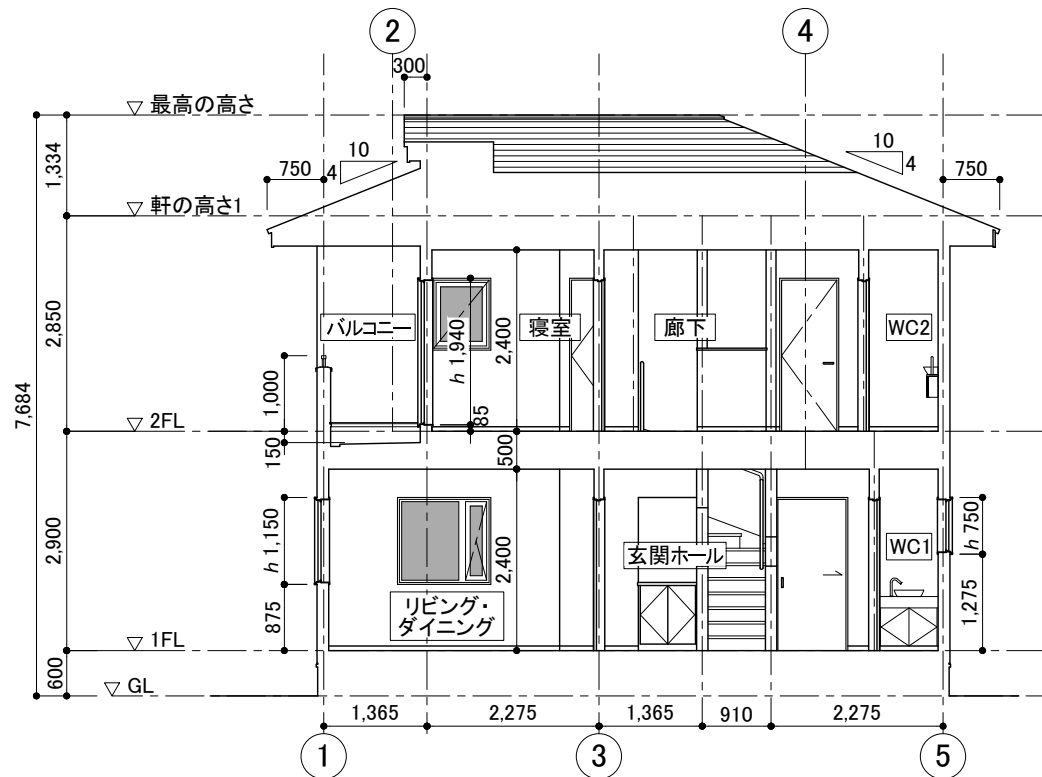 2
4
300
最高の高さ
10
4
10
4
1,334
750
750
軒の高さ1
バルコニー
h 1,940
2,400
寝室
廊下
WC2
2,850
7,684
1,000
85
2FL
150
500
2,900
h 1,150
875
2,400
リビング・
ダイニング
玄関ホール
WC1
h 750
1,275
1FL
600
GL
1,365
2,275
1,365
910
2,275
1
3
5